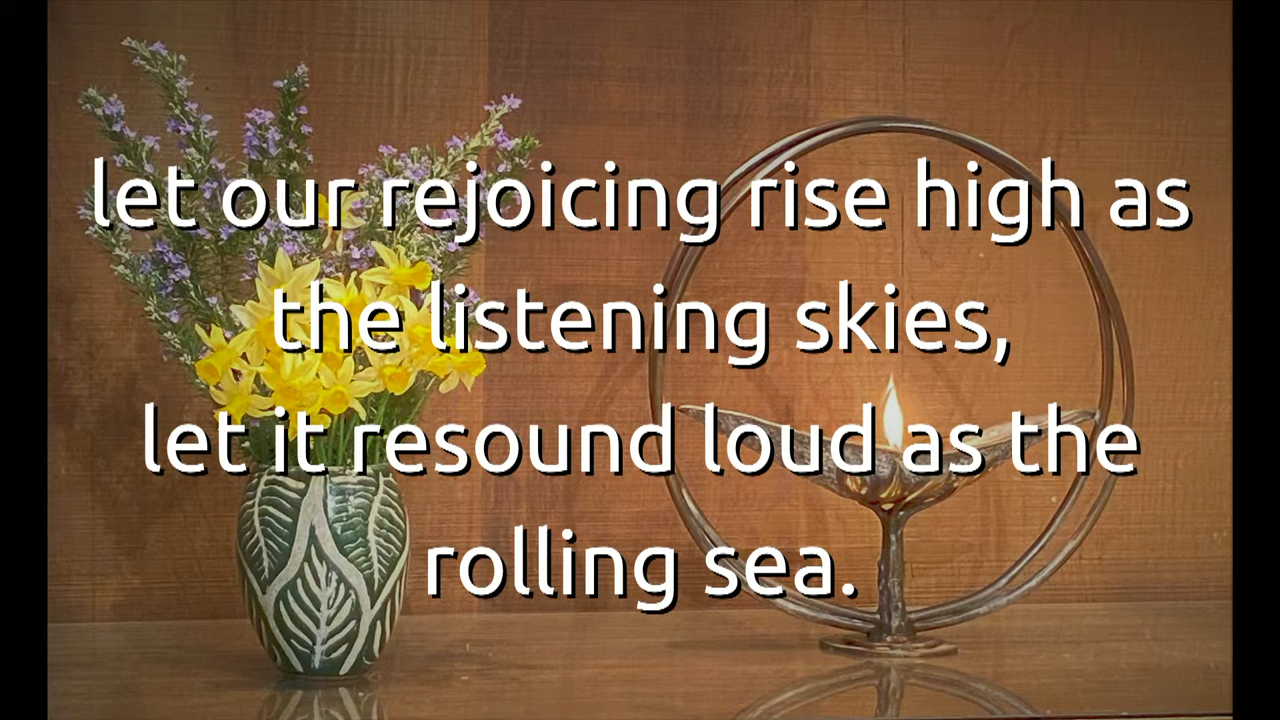 let our rejoicing rise high as
the listening skies,
let it resound loud as the
rolling sea.